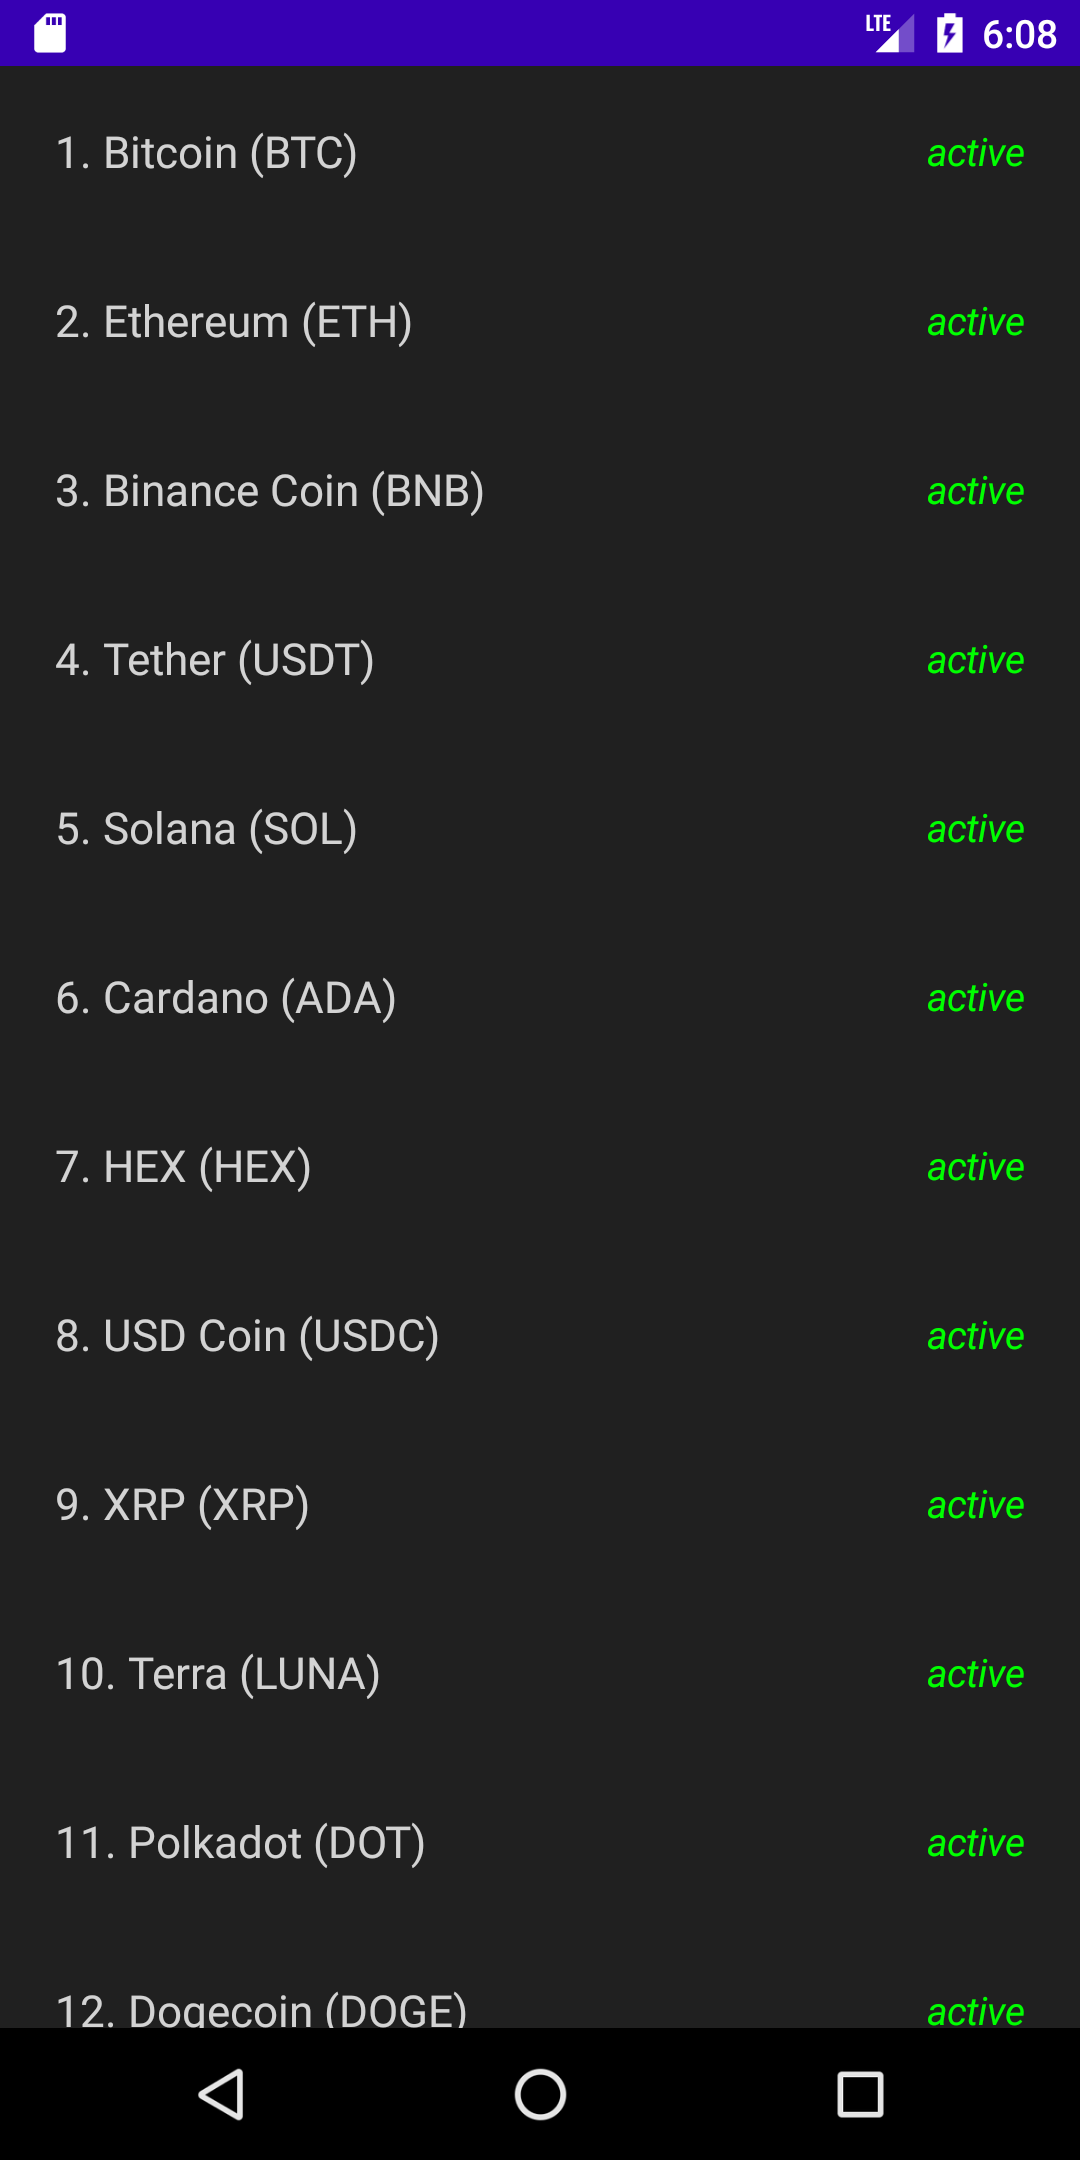 LTE 6:08
1. Bitcoin (BTC) active
2. Ethereum (ETH) active
3. Binance Coin (BNB) active
4. Tether (USDT) active
5. Solana (SOL) active
6. Cardano (ADA) active
7. HEX (HEX) active
8. USD Coin (USDC) active
9. XRP (XRP) active
10. Terra (LUNA) active
11. Polkadot (DOT) active
12. Dogecoin (DOGE) active